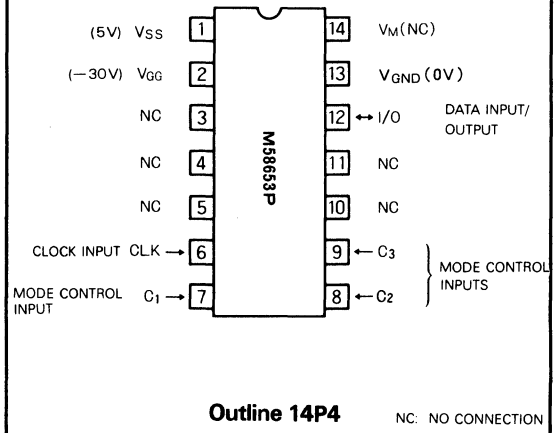 (5V) VSS 1 14 VM(NC)
(−30V) VGG 2 13 VGND(0V)
NC 3 12 ↔ I/O DATA INPUT/
OUTPUT
NC 4 11 NC
NC 5 10 NC
M58653P
CLOCK INPUT CLK → 6 9 ← C3
MODE CONTROL
INPUTS
MODE CONTROL
INPUT C1 → 7 8 ← C2
Outline 14P4
NC: NO CONNECTION